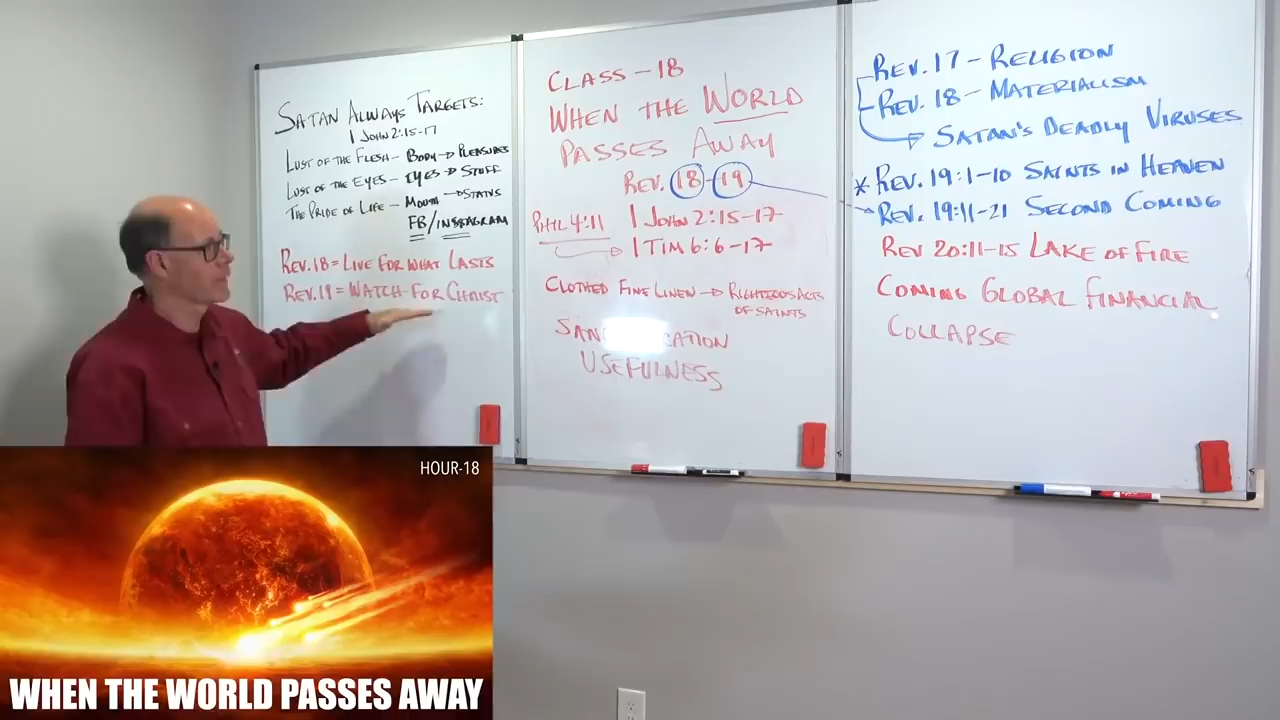 SATAN ALWAYS TARGETS:
1 JOHN 2:15-17
LUST OF THE FLESH - BODY → PLEASURES
LUST OF THE EYES - EYES → STUFF
THE PRIDE OF LIFE - MOUTH → STATUS
FB/INSTAGRAM
REV. 18 = LIVE FOR WHAT LASTS
REV. 19 = WATCH FOR CHRIST
CLASS - 18
WHEN THE WORLD
PASSES AWAY
REV. 18-19
PHIL 4:11 1 JOHN 2:15-17
→ 1 TIM 6:6-17
CLOTHED FINE LINEN → RIGHTEOUS ACTS
OF SAINTS
USEFULNESS
REV. 17 - RELIGION
REV. 18 - MATERIALISM
→ SATAN'S DEADLY VIRUSES
* REV. 19:1-10 SAINTS IN HEAVEN
→ REV. 19:11-21 SECOND COMING
REV 20:11-15 LAKE OF FIRE
COMING GLOBAL FINANCIAL
COLLAPSE
HOUR-18
WHEN THE WORLD PASSES AWAY